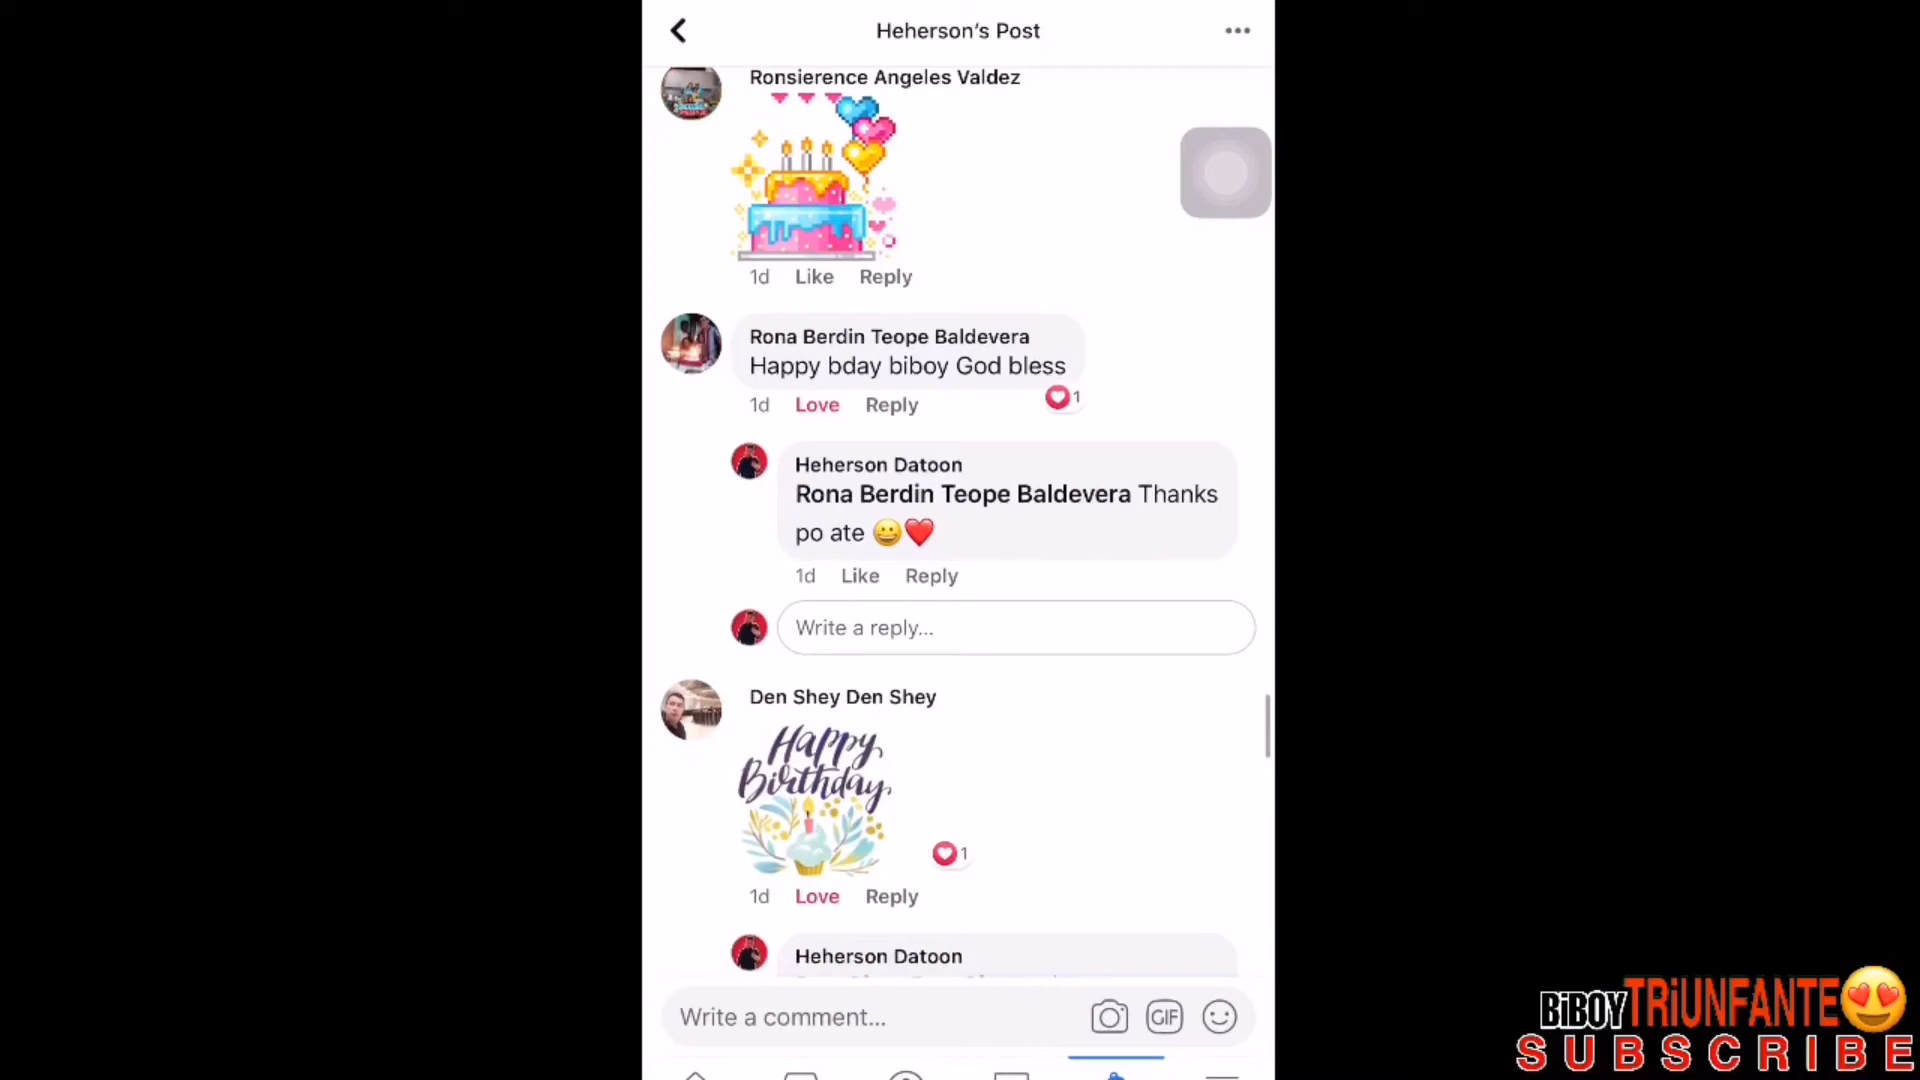 Heherson's Post
Ronsierence Angeles Valdez
1d Like Reply
Rona Berdin Teope Baldevera
Happy bday biboy God bless
1d Love Reply
1
Heherson Datoon
Rona Berdin Teope Baldevera Thanks
po ate 😀❤️
1d Like Reply
Write a reply...
Den Shey Den Shey
Happy
Birthday
1
1d Love Reply
Heherson Datoon
Write a comment...
GIF
BiBOYTRiUNFANTE😍
SUBSCRIBE